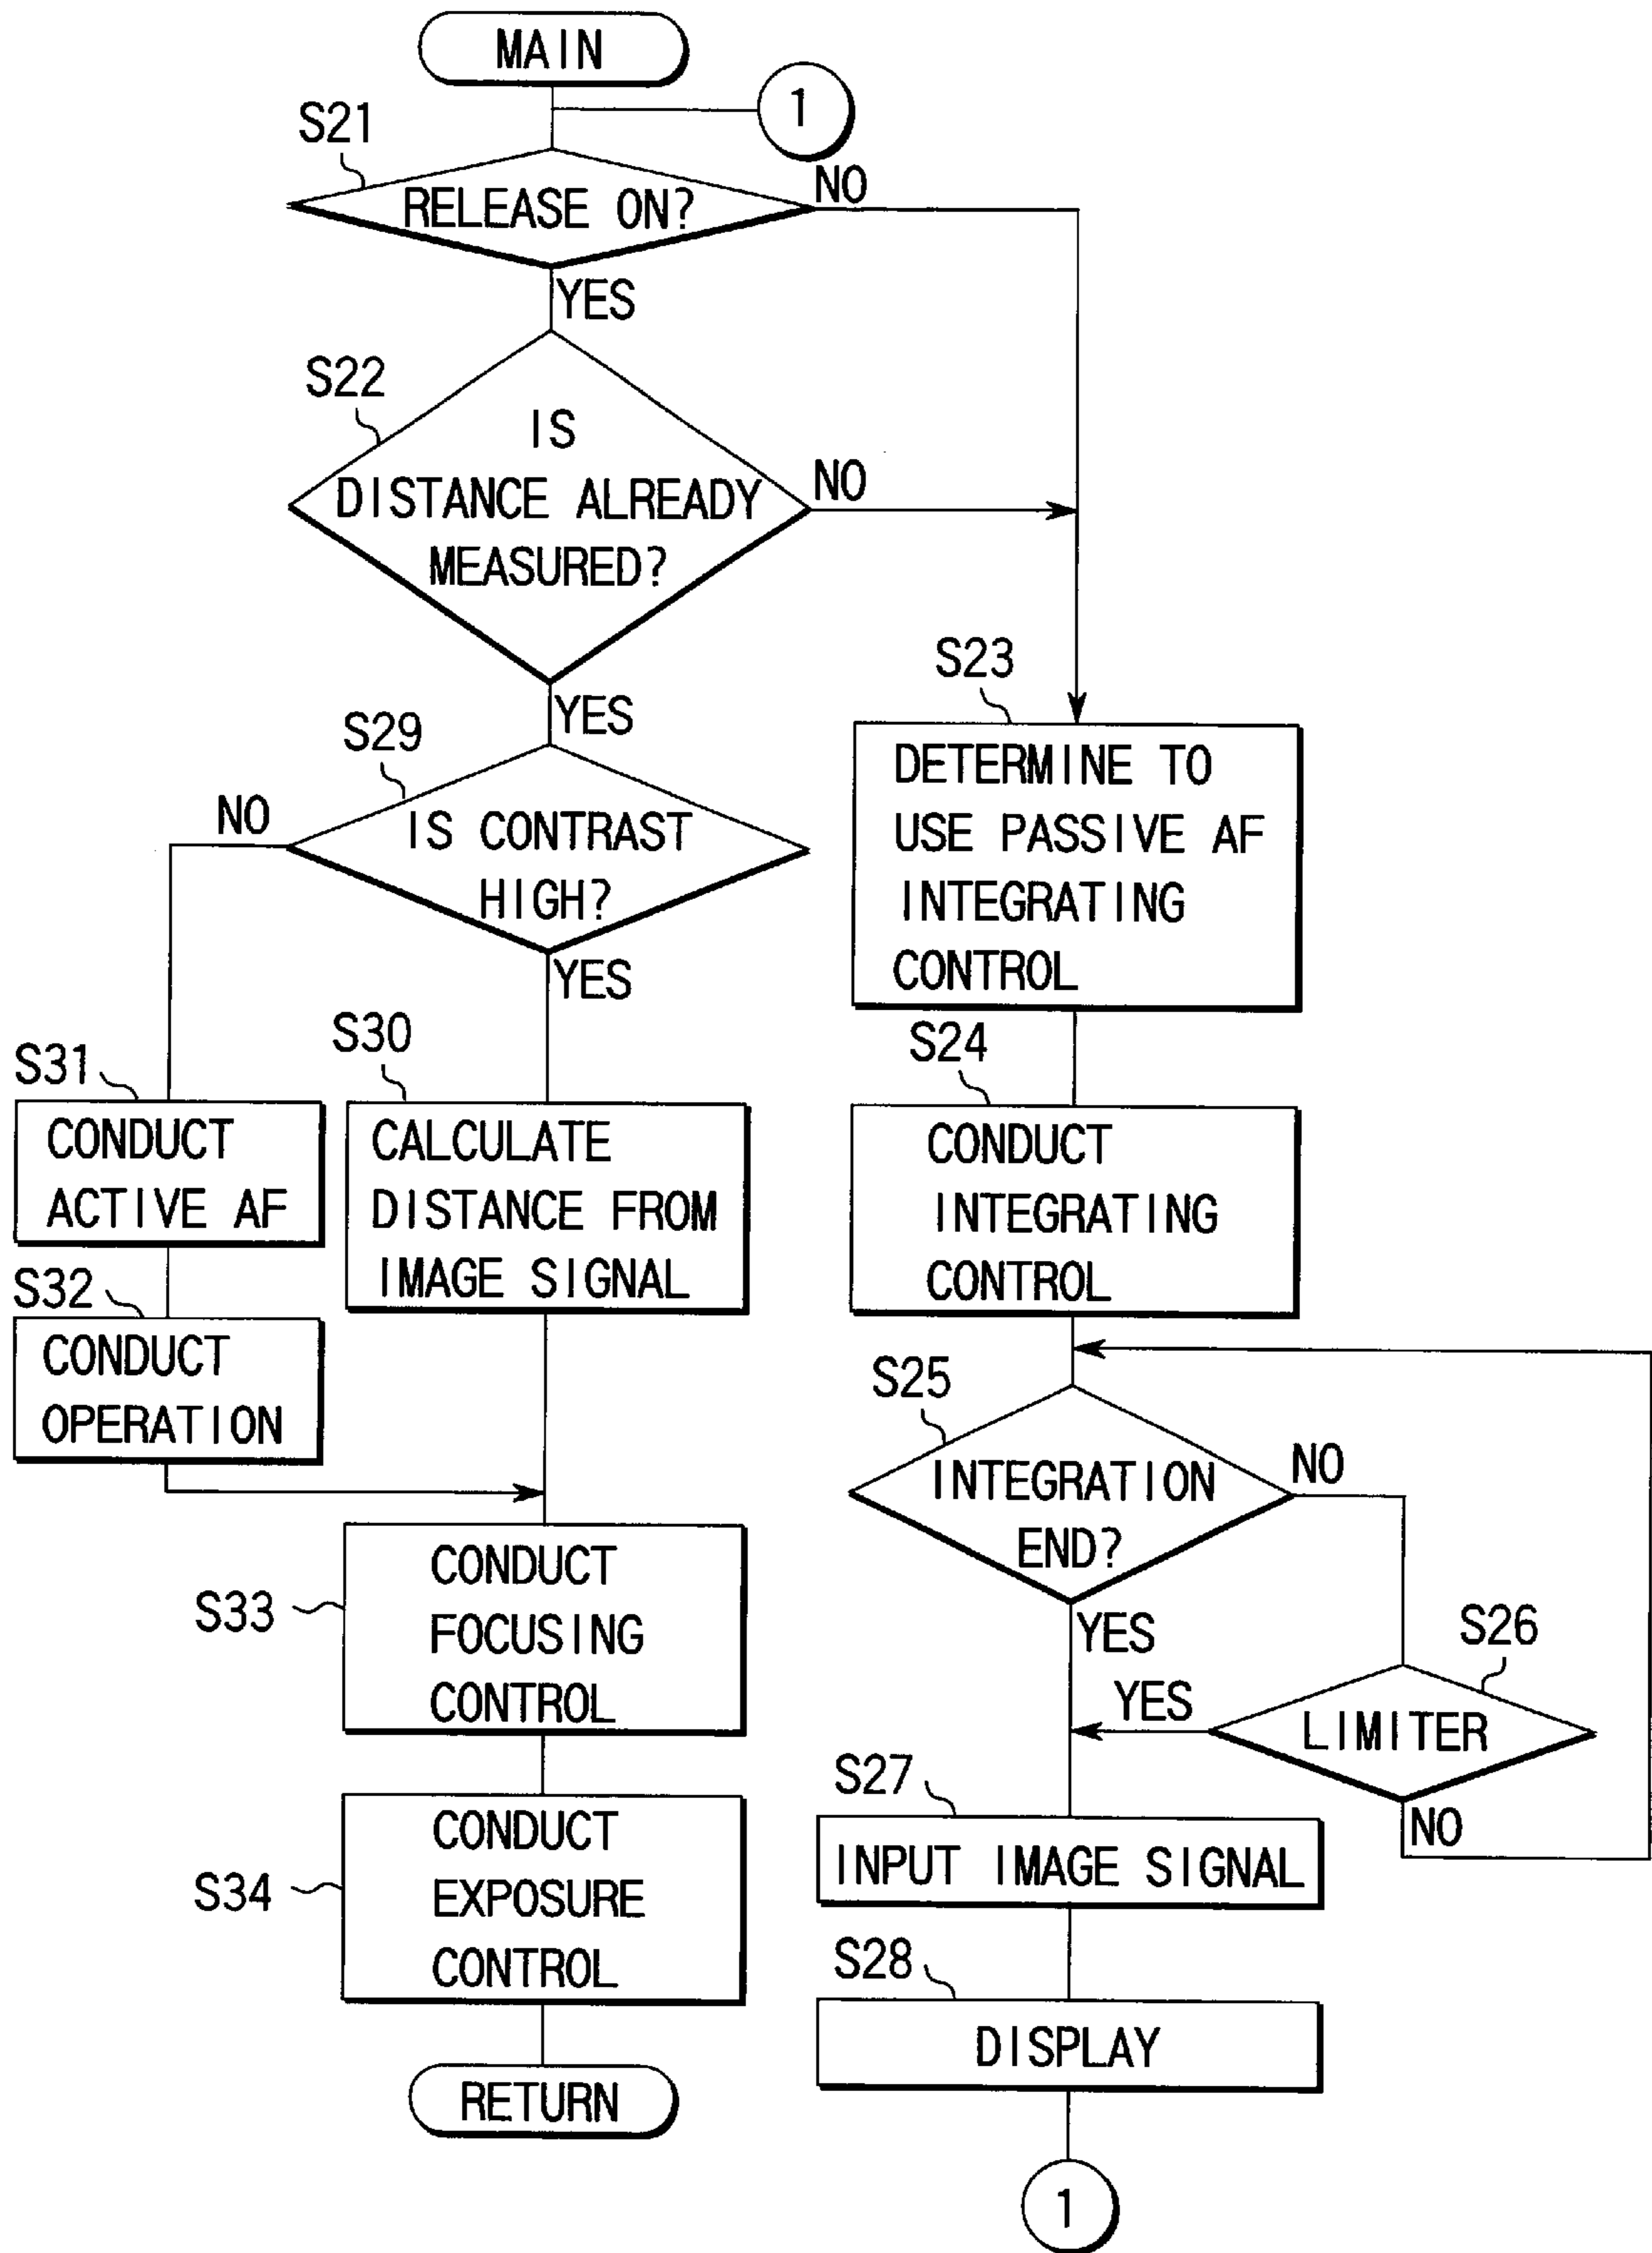 MAIN
1
S21
RELEASE ON?
NO
YES
S22
IS
DISTANCE ALREADY
MEASURED?
NO
YES
S23
DETERMINE TO
USE PASSIVE AF
INTEGRATING
CONTROL
S29
NO
IS CONTRAST
HIGH?
YES
S24
CONDUCT
INTEGRATING
CONTROL
S31
CONDUCT
ACTIVE AF
S30
CALCULATE
DISTANCE FROM
IMAGE SIGNAL
S32
CONDUCT
OPERATION
S25
INTEGRATION
END?
NO
YES
S26
LIMITER
YES
NO
S33
CONDUCT
FOCUSING
CONTROL
S27
INPUT IMAGE SIGNAL
S34
CONDUCT
EXPOSURE
CONTROL
S28
DISPLAY
RETURN
1